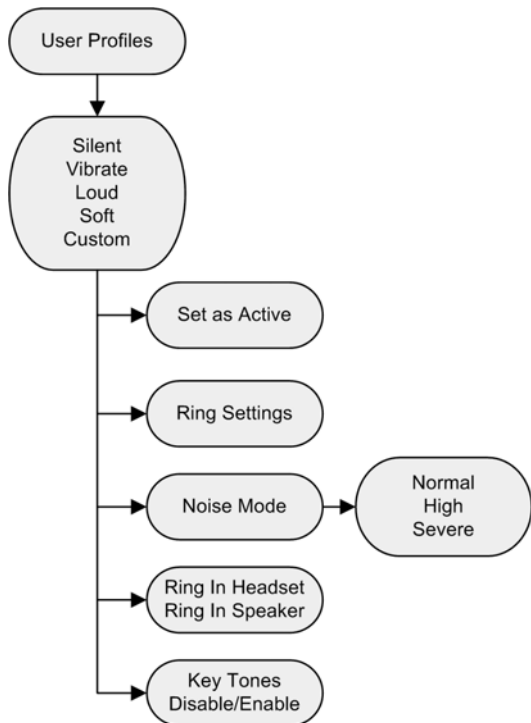 User Profiles
Silent
Vibrate
Loud
Soft
Custom
Set as Active
Ring Settings
Noise Mode
Normal
High
Severe
Ring In Headset
Ring In Speaker
Key Tones
Disable/Enable